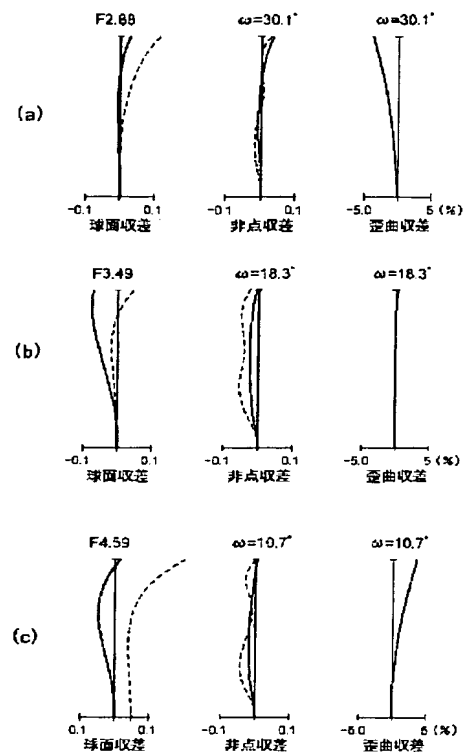 F2.88 ω=30.1° ω=30.1°
(a)
-0.1 0.1 -0.1 0.1 -5.0 5 (%)
球面収差 非点収差 歪曲収差
F3.49 ω=18.3° ω=18.3°
(b)
-0.1 0.1 -0.1 0.1 -5.0 5 (%)
球面収差 非点収差 歪曲収差
F4.59 ω=10.7° ω=10.7°
(c)
-0.1 0.1 -0.1 0.1 -5.0 5 (%)
球面収差 非点収差 歪曲収差